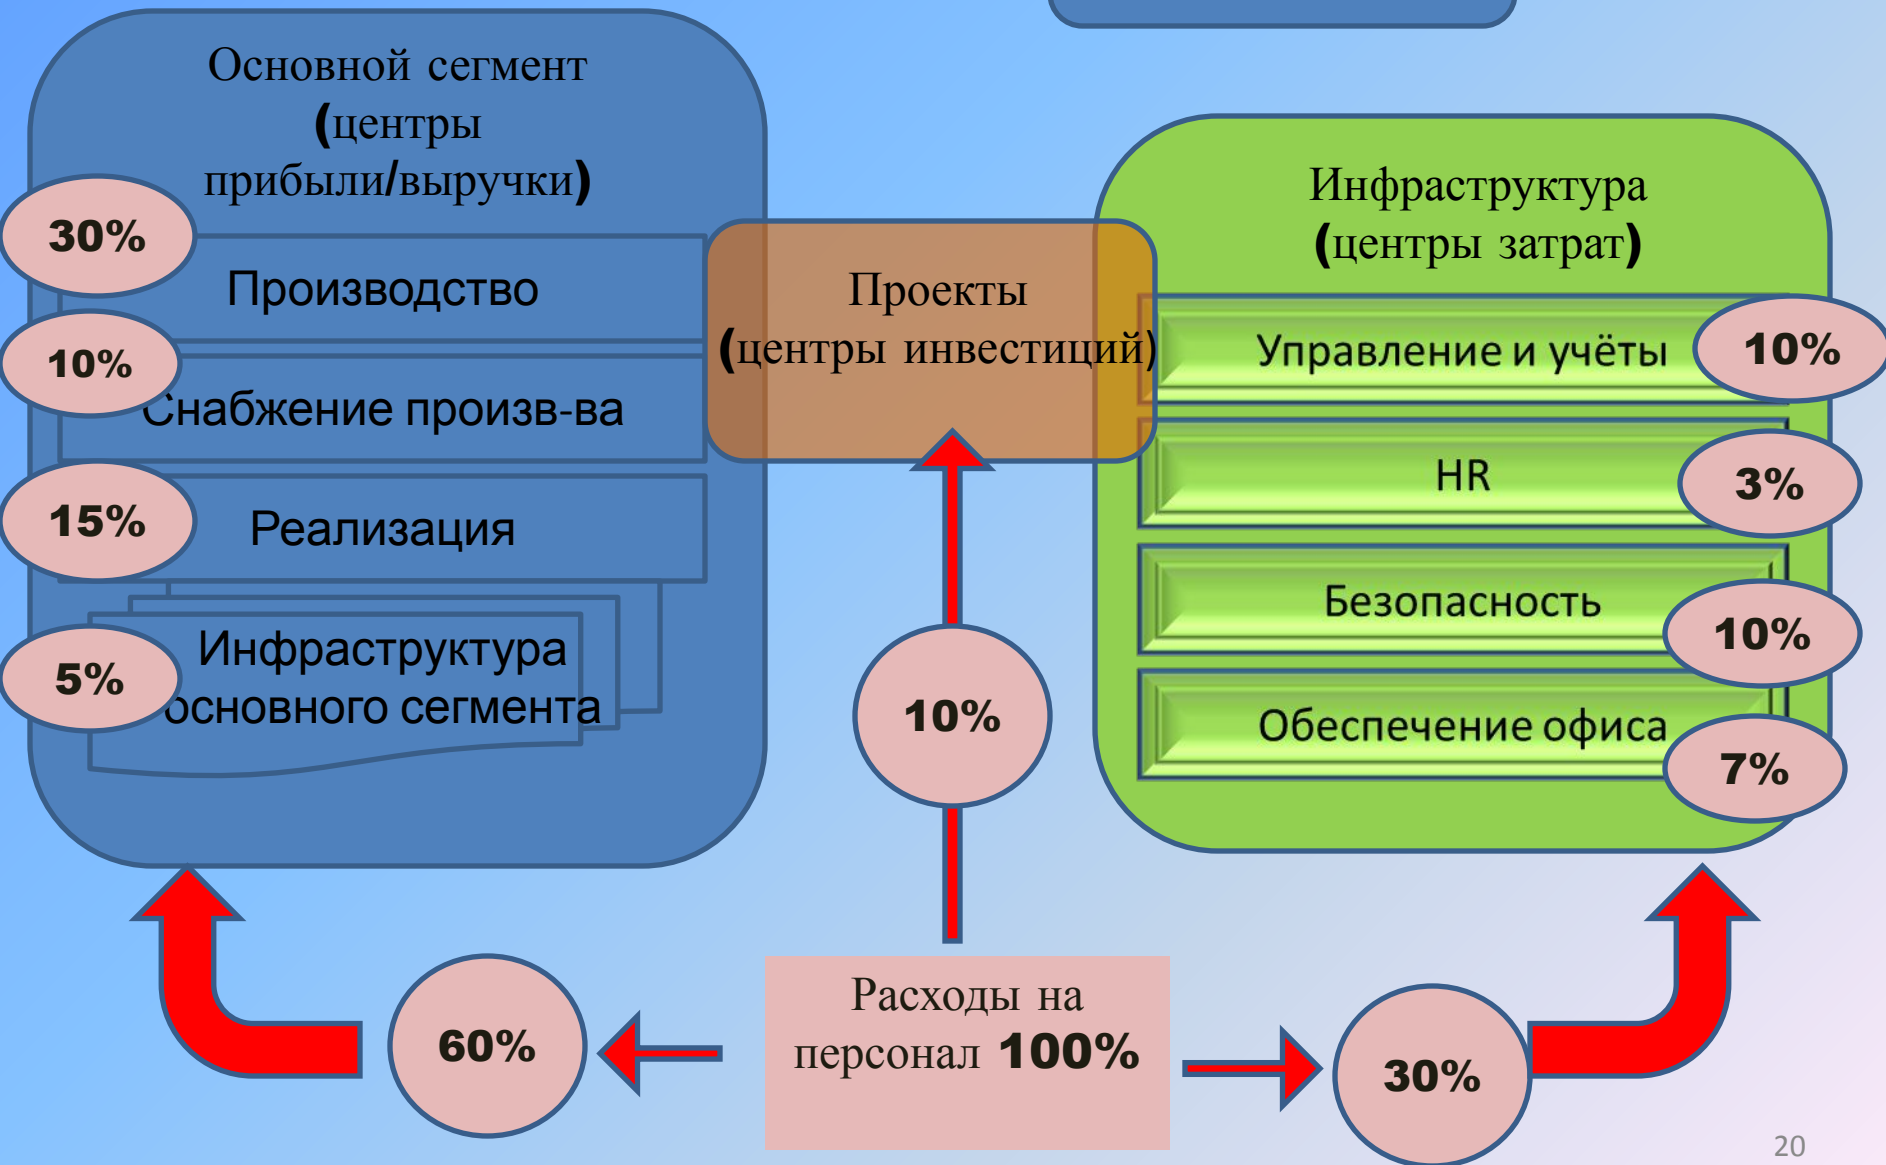 Основной сегмент
(центры
прибыли/выручки)
30%
Производство
10%
Снабжение произв-ва
15%
Реализация
5%
Инфраструктура
основного сегмента
Проекты
(центры инвестиций)
Инфраструктура
(центры затрат)
Управление и учёты
10%
HR
3%
Безопасность
10%
Обеспечение офиса
7%
10%
60%
Расходы на
персонал 100%
30%
20